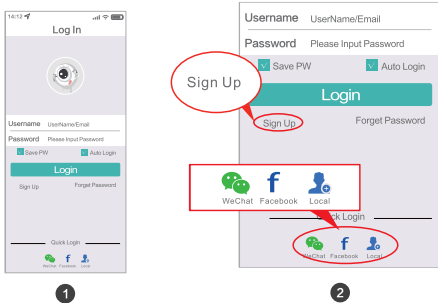 14:12
Log In
Username UserName/Email
Password Please Input Password
Save PW Auto Login
Login
Sign Up Forget Password
Quick Login
WeChat Facebook Local
1
Username UserName/Email
Password Please Input Password
Save PW Auto Login
Sign Up
Login
Sign Up Forget Password
WeChat Facebook Local
Quick Login
WeChat Facebook Local
2